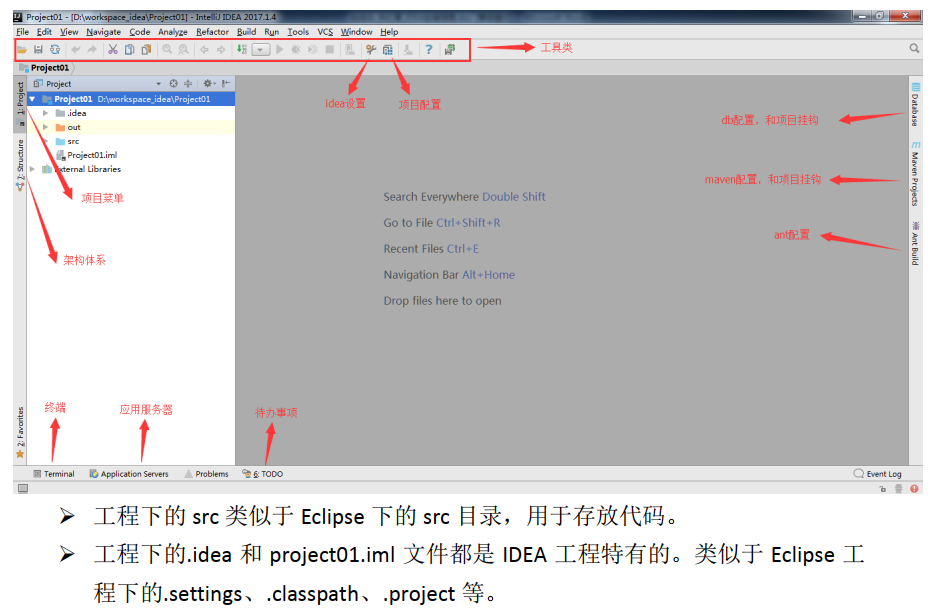 Project01 - [D:\workspace_idea\Project01] - IntelliJ IDEA 2017.1.4
File Edit View Navigate Code Analyze Refactor Build Run Tools VCS Window Help
工具类
Project01
Project
1: Project
Project01 D:\workspace_idea\Project01
.idea
out
src
Project01.iml
External Libraries
2: Structure
idea设置
项目配置
db配置，和项目挂钩
Database
maven配置，和项目挂钩
Maven Projects
ant配置
Ant Build
项目菜单
架构体系
Search Everywhere Double Shift
Go to File Ctrl+Shift+R
Recent Files Ctrl+E
Navigation Bar Alt+Home
Drop files here to open
2: Favorites
终端
应用服务器
待办事项
Terminal Application Servers Problems 6: TODO Event Log
➢ 工程下的 src 类似于 Eclipse 下的 src 目录，用于存放代码。
➢ 工程下的.idea 和 project01.iml 文件都是 IDEA 工程特有的。类似于 Eclipse 工
程下的.settings、.classpath、.project 等。